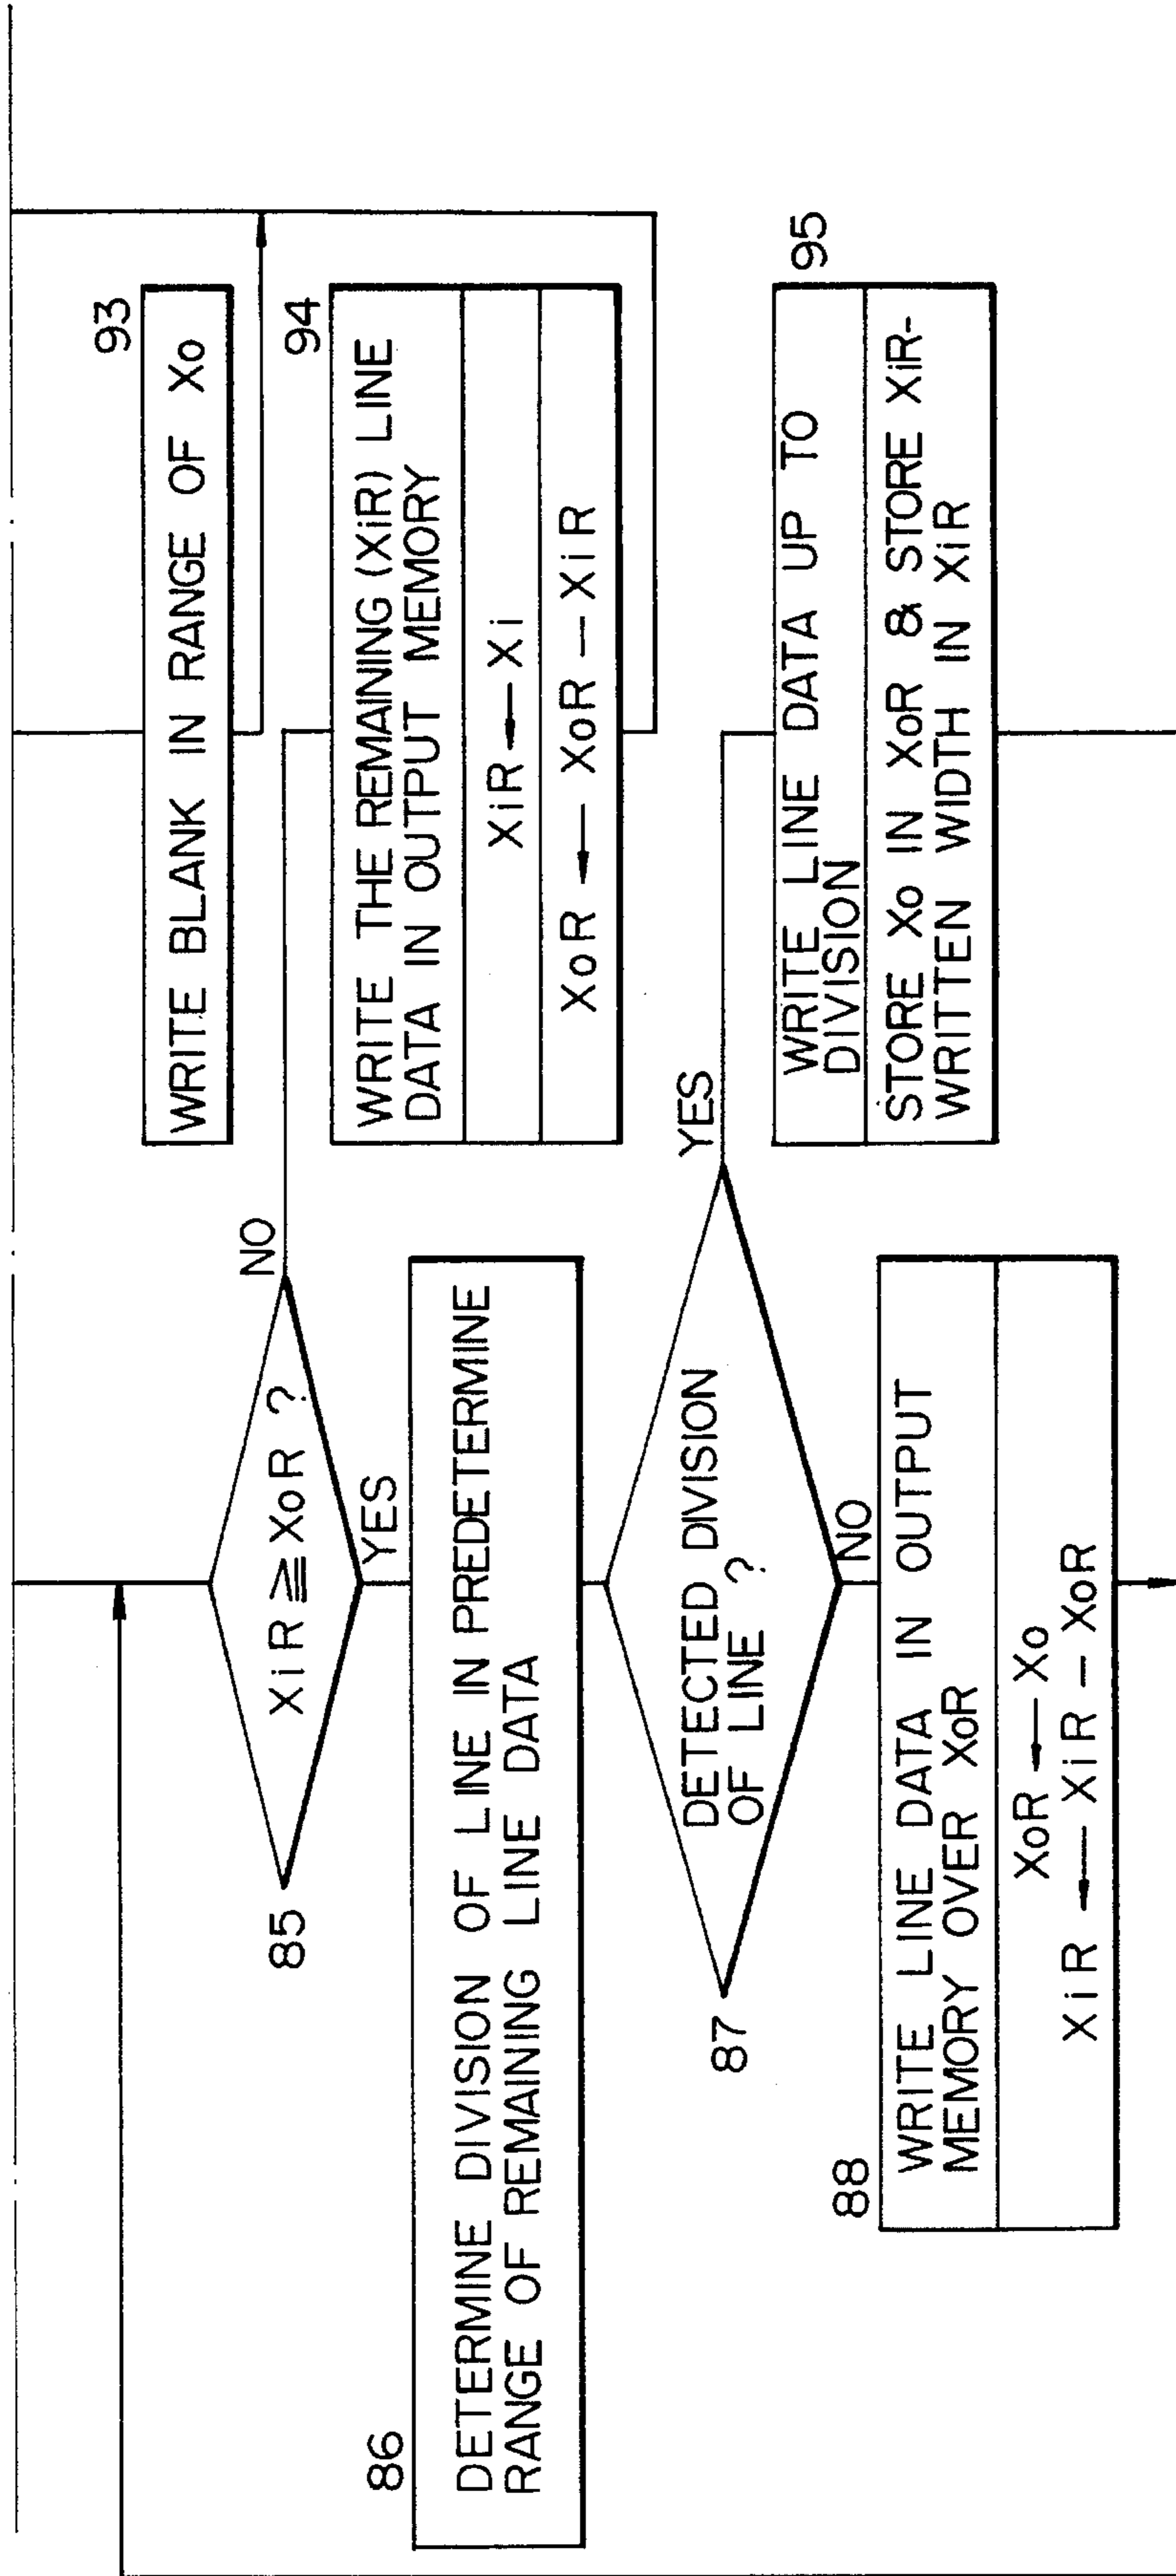 93
WRITE BLANK IN RANGE OF Xo
85
XiR ≧ XoR ?
NO
YES
94
WRITE THE REMAINING (XiR) LINE
DATA IN OUTPUT MEMORY
XiR ← Xi
XoR ← XoR − XiR
86
DETERMINE DIVISION OF LINE IN PREDETERMINE
RANGE OF REMAINING LINE DATA
87
DETECTED DIVISION
OF LINE ?
YES
NO
95
WRITE LINE DATA UP TO
DIVISION
STORE Xo IN XoR & STORE XiR-
WRITTEN WIDTH IN XiR
88
WRITE LINE DATA IN OUTPUT
MEMORY OVER XoR
XoR ← Xo
XiR ← XiR − XoR